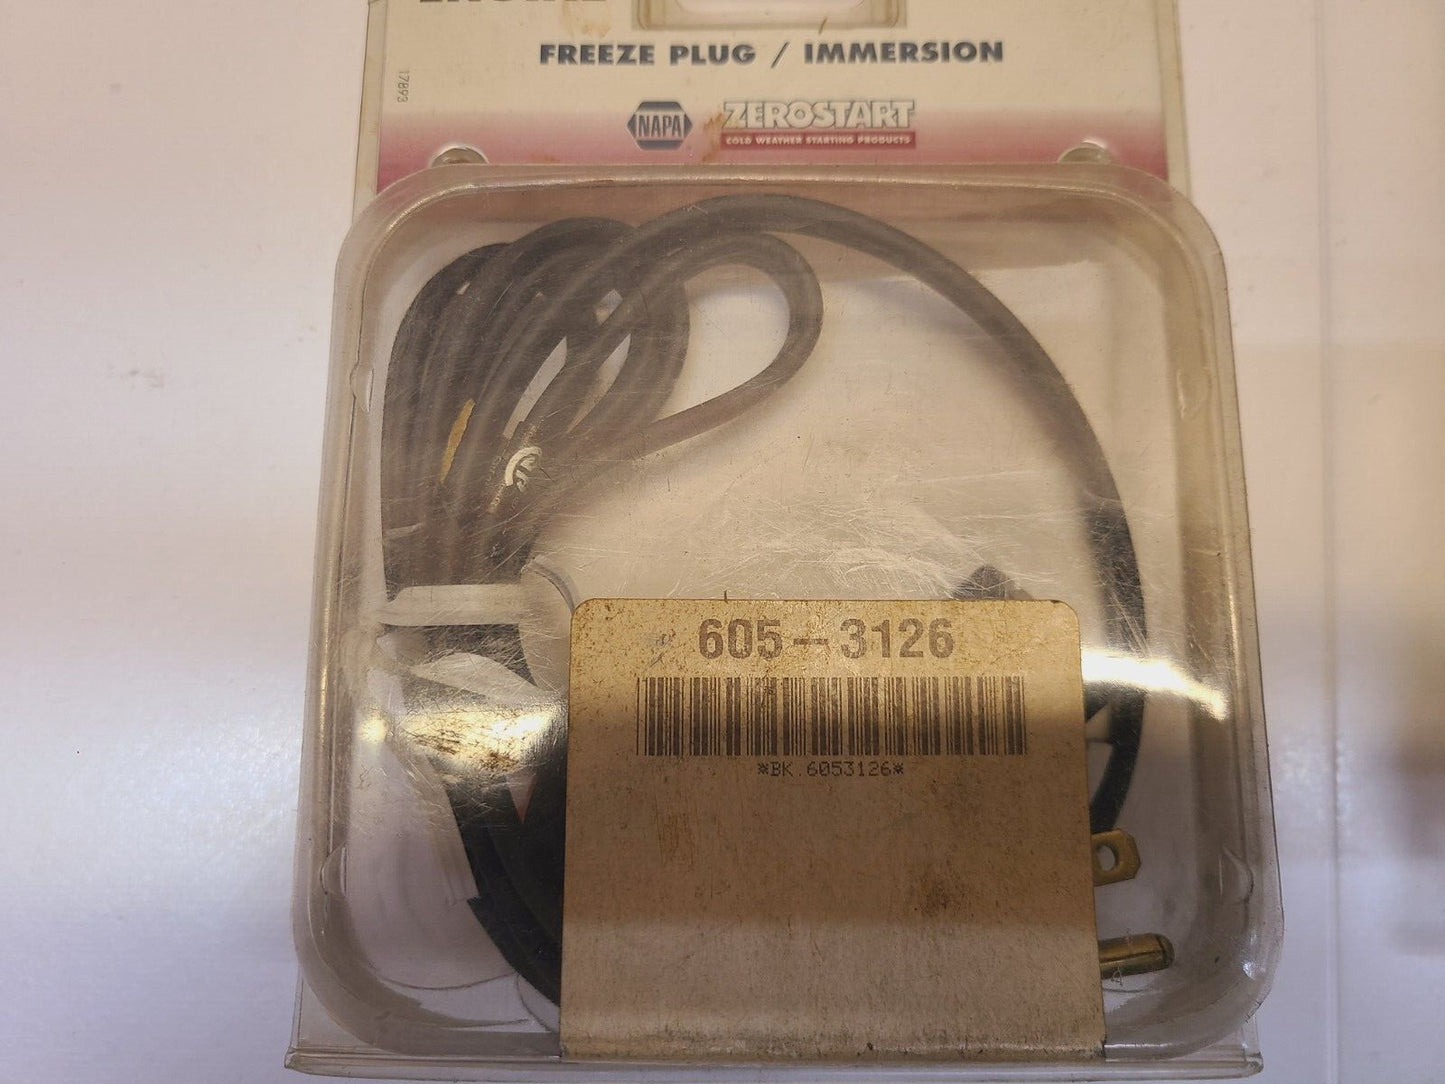 FREEZE PLUG / IMMERSION
17893
NAPA
ZEROSTART
COLD WEATHER STARTING PRODUCTS
605-3126
*BK.6053126*